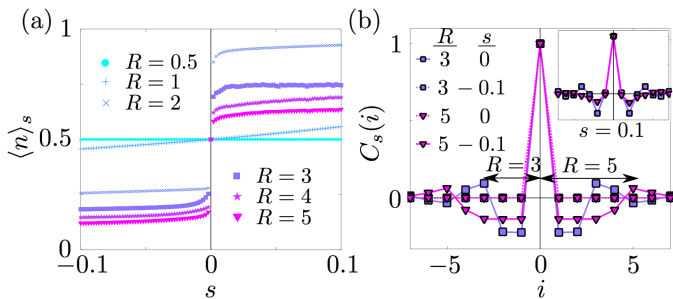 (a)
1
0.5
0
⟨n⟩s
R = 0.5
R = 1
R = 2
R = 3
R = 4
R = 5
−0.1 0 0.1
s
(b)
1
0
Cs(i)
R s
3 0
3 −0.1
5 0
5 −0.1
s = 0.1
R = 3 R = 5
−5 0 5
i